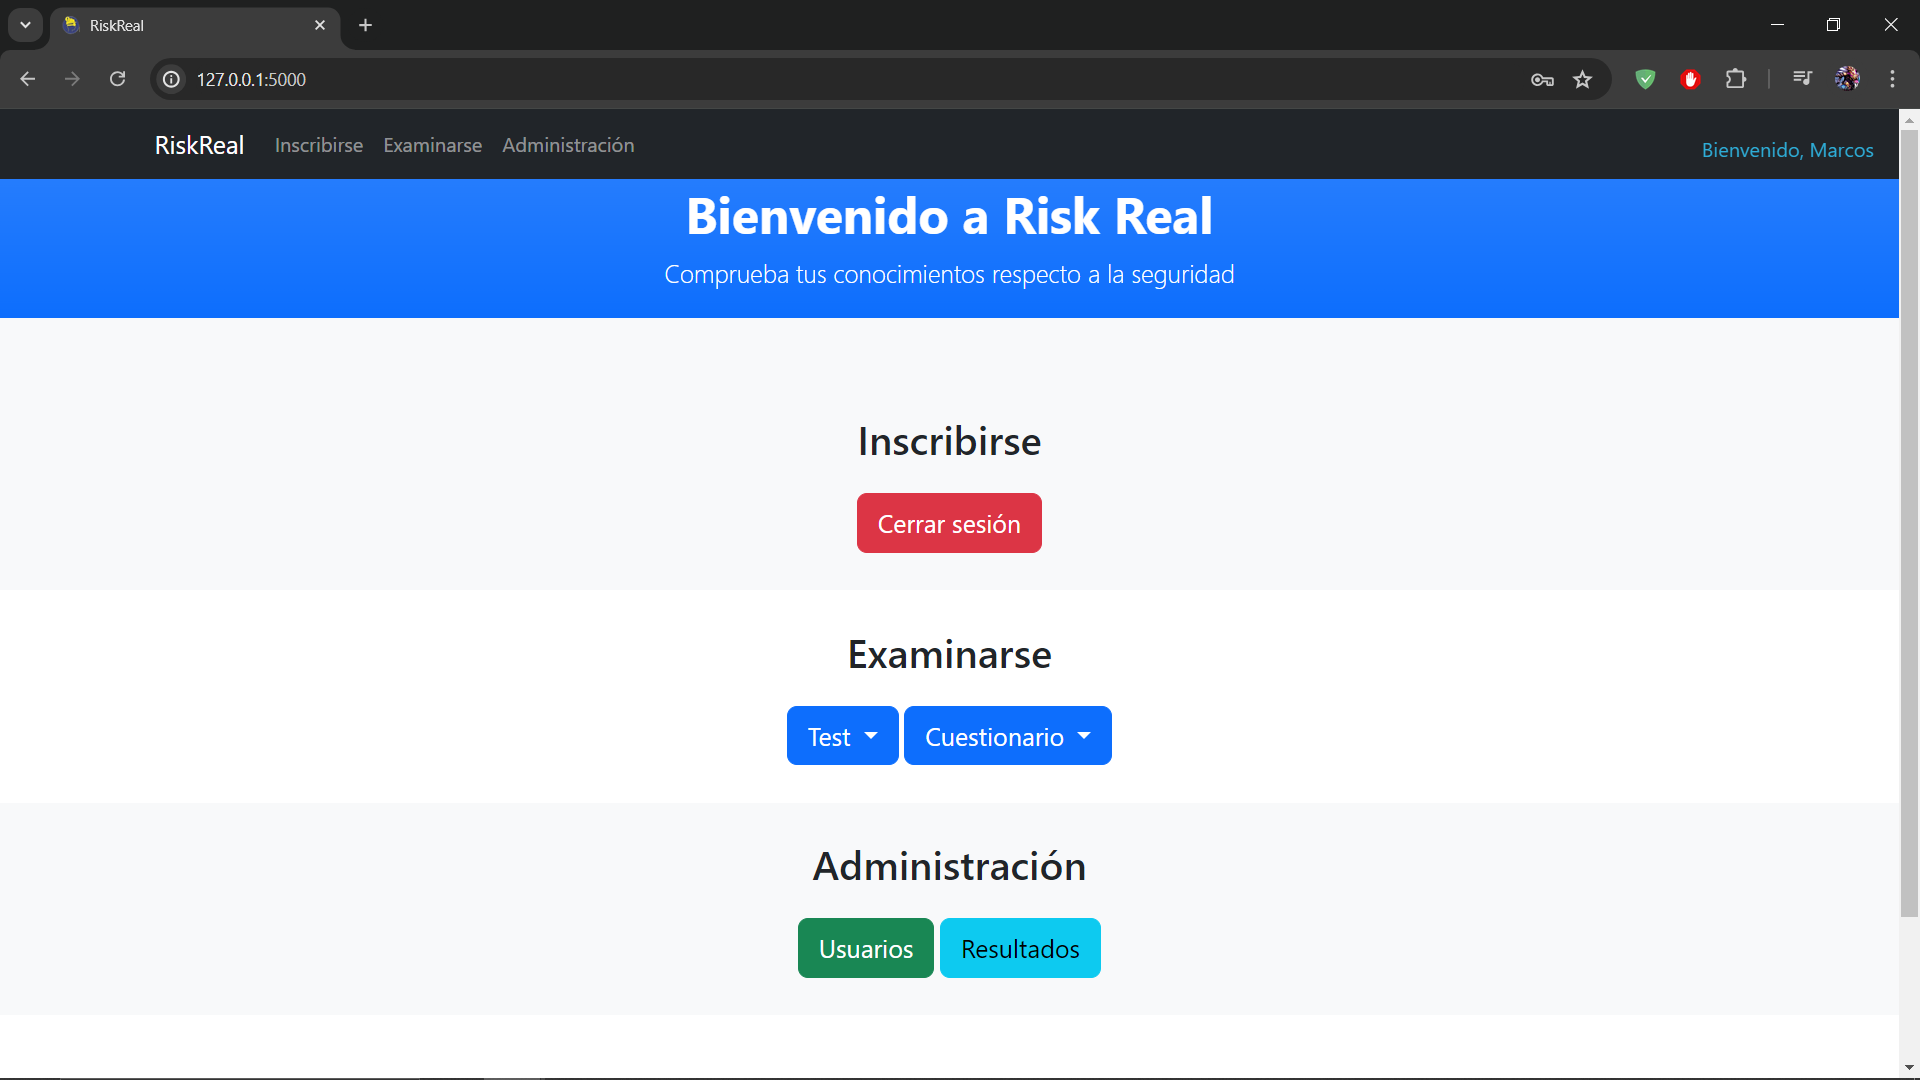 RiskReal
127.0.0.1:5000
RiskReal Inscribirse Examinarse Administración Bienvenido, Marcos
Bienvenido a Risk Real
Comprueba tus conocimientos respecto a la seguridad
Inscribirse
Cerrar sesión
Examinarse
Test Cuestionario
Administración
Usuarios Resultados